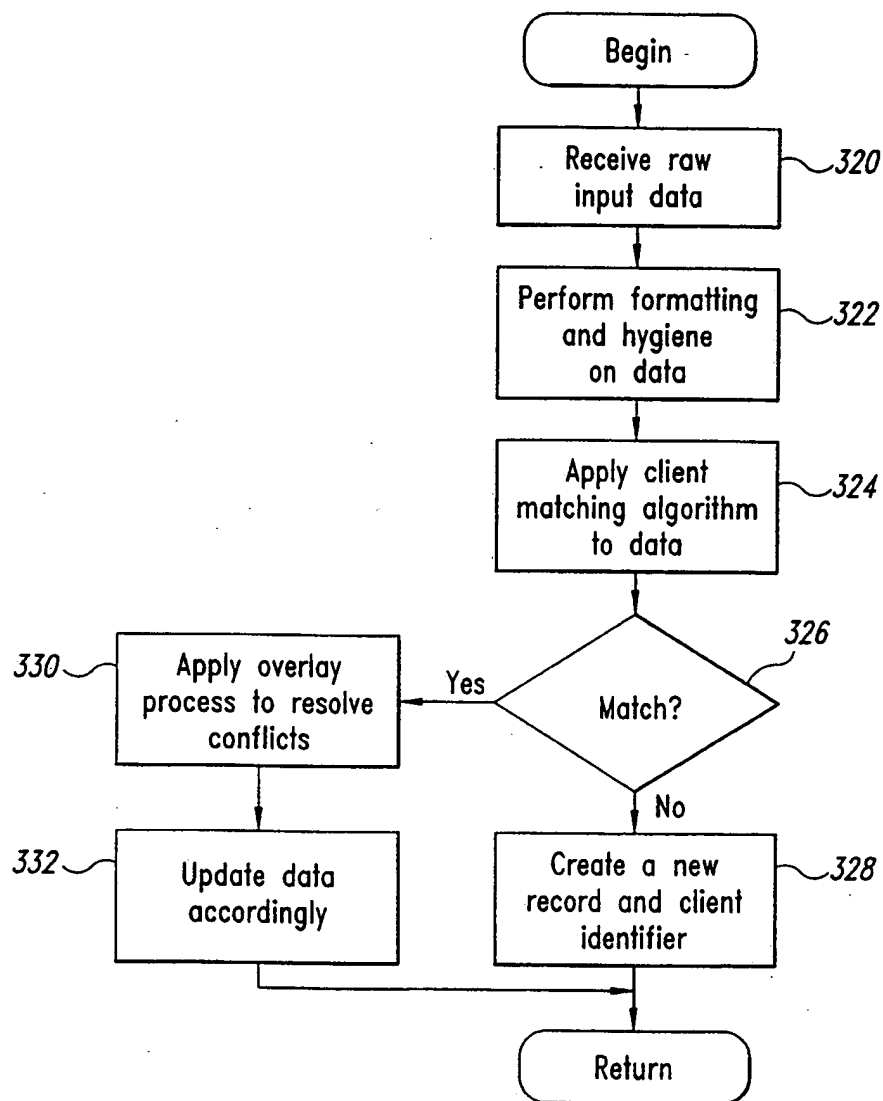 Begin
Receive raw
input data
320
Perform formatting
and hygiene
on data
322
Apply client
matching algorithm
to data
324
326
Match?
Yes
No
330
Apply overlay
process to resolve
conflicts
332
Update data
accordingly
Create a new
record and client
identifier
328
Return